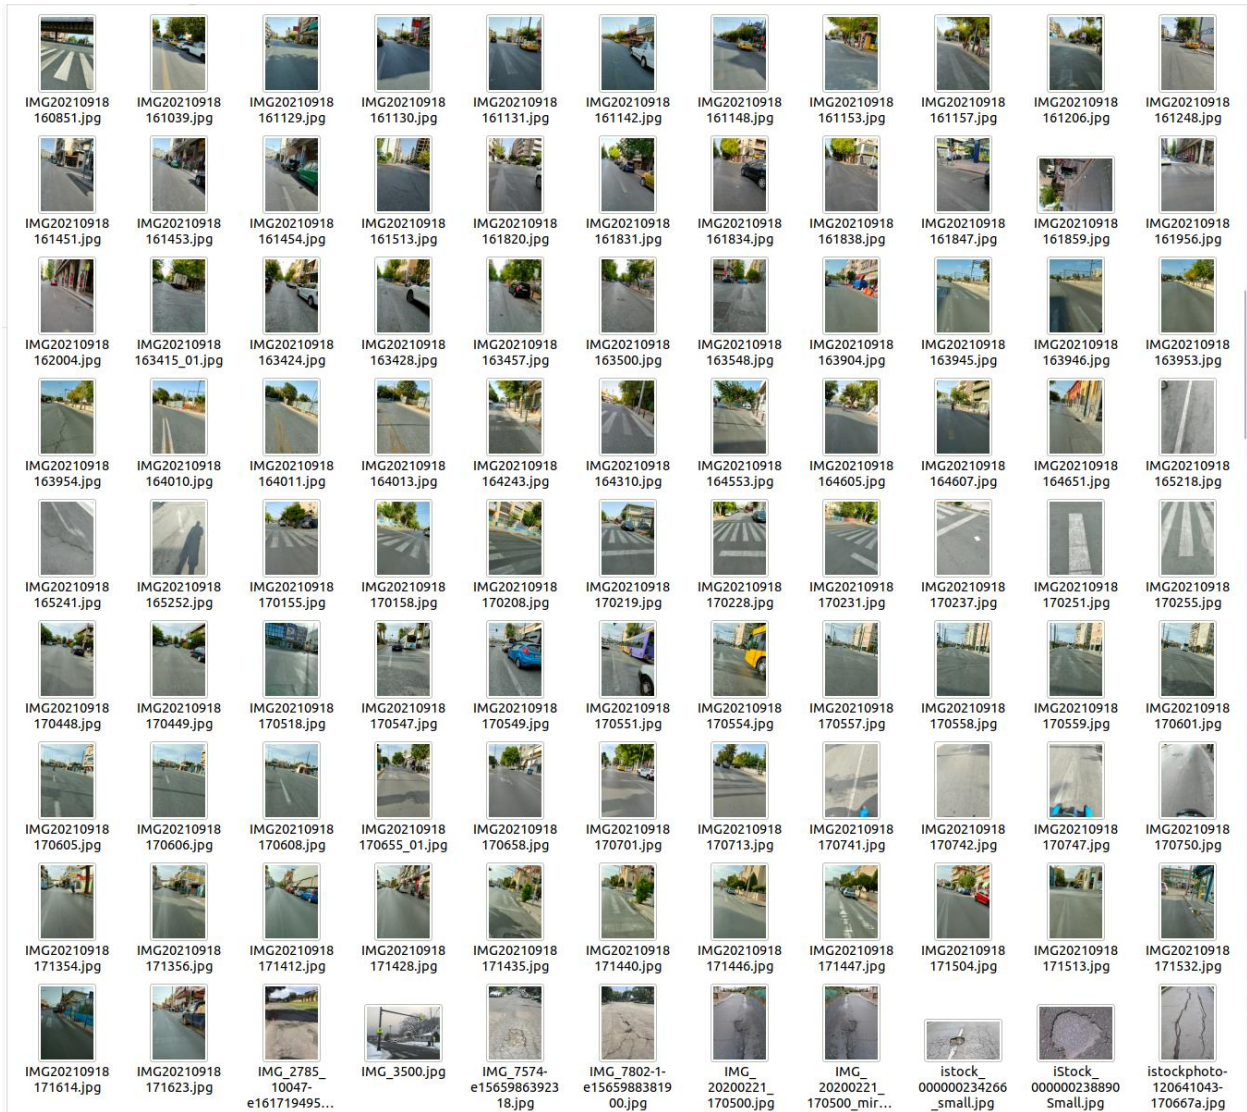 IMG20210918 IMG20210918 IMG20210918 IMG20210918 IMG20210918 IMG20210918 IMG20210918 IMG20210918 IMG20210918 IMG20210918 IMG20210918
160851.jpg 161039.jpg 161129.jpg 161130.jpg 161131.jpg 161142.jpg 161148.jpg 161153.jpg 161157.jpg 161206.jpg 161248.jpg
IMG20210918 IMG20210918 IMG20210918 IMG20210918 IMG20210918 IMG20210918 IMG20210918 IMG20210918 IMG20210918 IMG20210918 IMG20210918
161451.jpg 161453.jpg 161454.jpg 161513.jpg 161820.jpg 161831.jpg 161834.jpg 161838.jpg 161847.jpg 161859.jpg 161956.jpg
IMG20210918 IMG20210918 IMG20210918 IMG20210918 IMG20210918 IMG20210918 IMG20210918 IMG20210918 IMG20210918 IMG20210918 IMG20210918
162004.jpg 163415_01.jpg 163424.jpg 163428.jpg 163457.jpg 163500.jpg 163548.jpg 163904.jpg 163945.jpg 163946.jpg 163953.jpg
IMG20210918 IMG20210918 IMG20210918 IMG20210918 IMG20210918 IMG20210918 IMG20210918 IMG20210918 IMG20210918 IMG20210918 IMG20210918
163954.jpg 164010.jpg 164011.jpg 164013.jpg 164243.jpg 164310.jpg 164553.jpg 164605.jpg 164607.jpg 164651.jpg 165218.jpg
IMG20210918 IMG20210918 IMG20210918 IMG20210918 IMG20210918 IMG20210918 IMG20210918 IMG20210918 IMG20210918 IMG20210918 IMG20210918
165241.jpg 165252.jpg 170155.jpg 170158.jpg 170208.jpg 170219.jpg 170228.jpg 170231.jpg 170237.jpg 170251.jpg 170255.jpg
IMG20210918 IMG20210918 IMG20210918 IMG20210918 IMG20210918 IMG20210918 IMG20210918 IMG20210918 IMG20210918 IMG20210918 IMG20210918
170448.jpg 170449.jpg 170518.jpg 170547.jpg 170549.jpg 170551.jpg 170554.jpg 170557.jpg 170558.jpg 170559.jpg 170601.jpg
IMG20210918 IMG20210918 IMG20210918 IMG20210918 IMG20210918 IMG20210918 IMG20210918 IMG20210918 IMG20210918 IMG20210918 IMG20210918
170605.jpg 170606.jpg 170608.jpg 170655_01.jpg 170658.jpg 170701.jpg 170713.jpg 170741.jpg 170742.jpg 170747.jpg 170750.jpg
IMG20210918 IMG20210918 IMG20210918 IMG20210918 IMG20210918 IMG20210918 IMG20210918 IMG20210918 IMG20210918 IMG20210918 IMG20210918
171354.jpg 171356.jpg 171412.jpg 171428.jpg 171435.jpg 171440.jpg 171446.jpg 171447.jpg 171504.jpg 171513.jpg 171532.jpg
IMG20210918 IMG20210918 IMG_2785_ IMG_3500.jpg IMG_7574- IMG_7802-1- IMG_ IMG_ istock_ iStock_ istockphoto-
171614.jpg 171623.jpg 10047- e15659863923 e15659883819 20200221_ 20200221_ 000000234266 000000238890 120641043-
e161719495... 18.jpg 00.jpg 170500.jpg 170500_mir... _small.jpg Small.jpg 170667a.jpg